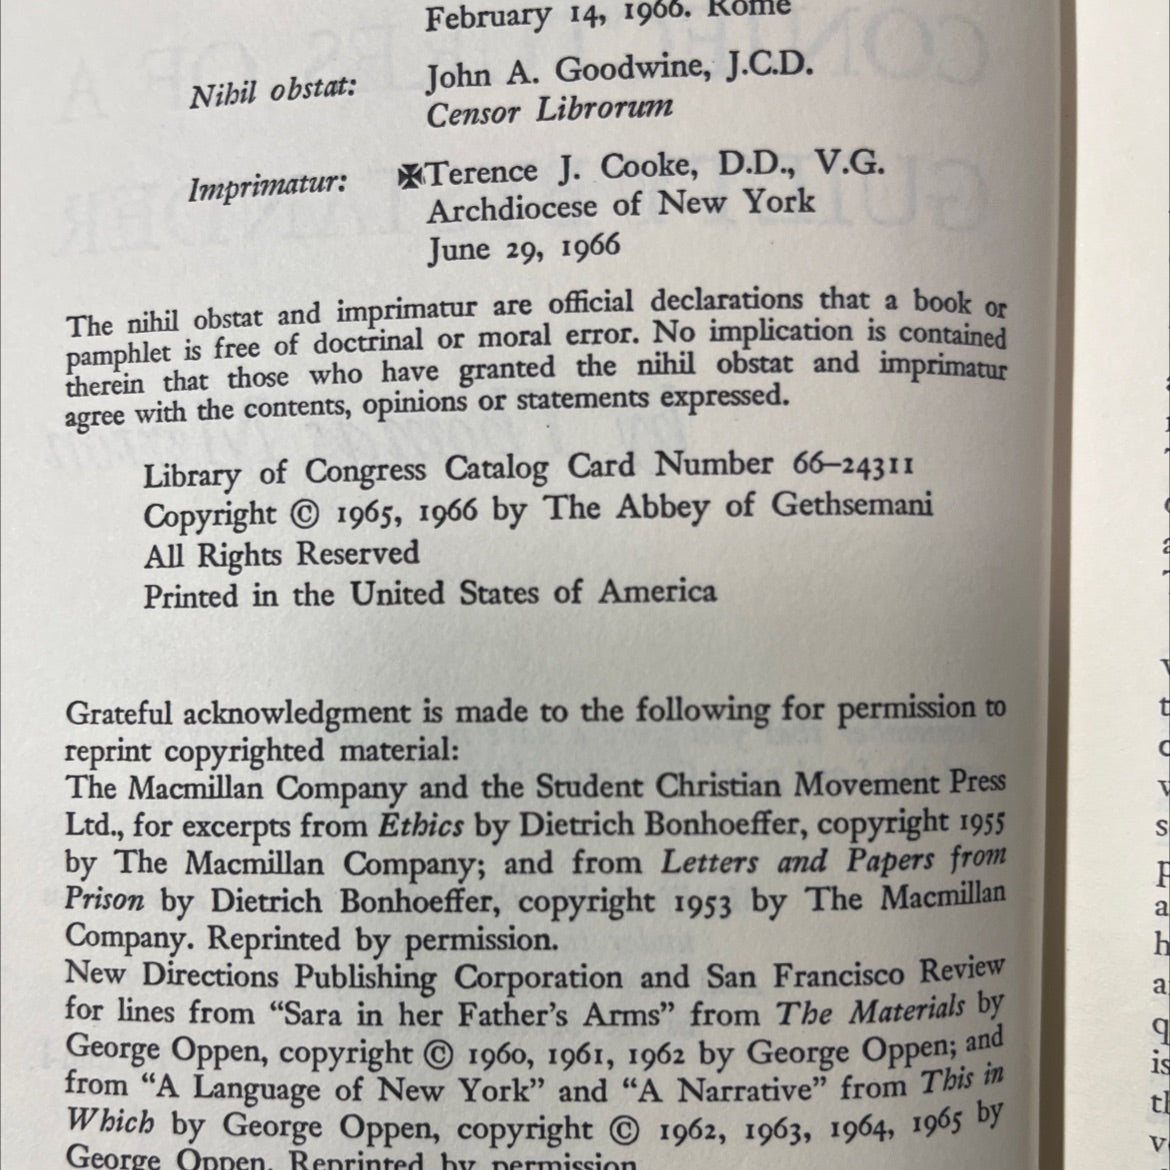 February 14, 1966. Rome
Nihil obstat: John A. Goodwine, J.C.D.
Censor Librorum
Imprimatur: ✠Terence J. Cooke, D.D., V.G.
Archdiocese of New York
June 29, 1966
The nihil obstat and imprimatur are official declarations that a book or
pamphlet is free of doctrinal or moral error. No implication is contained
therein that those who have granted the nihil obstat and imprimatur
agree with the contents, opinions or statements expressed.
Library of Congress Catalog Card Number 66–24311
Copyright © 1965, 1966 by The Abbey of Gethsemani
All Rights Reserved
Printed in the United States of America
Grateful acknowledgment is made to the following for permission to
reprint copyrighted material:
The Macmillan Company and the Student Christian Movement Press
Ltd., for excerpts from Ethics by Dietrich Bonhoeffer, copyright 1955
by The Macmillan Company; and from Letters and Papers from
Prison by Dietrich Bonhoeffer, copyright 1953 by The Macmillan
Company. Reprinted by permission.
New Directions Publishing Corporation and San Francisco Review
for lines from “Sara in her Father’s Arms” from The Materials by
George Oppen, copyright © 1960, 1961, 1962 by George Oppen; and
from “A Language of New York” and “A Narrative” from This in
Which by George Oppen, copyright © 1962, 1963, 1964, 1965 by
George Oppen. Reprinted by permission.